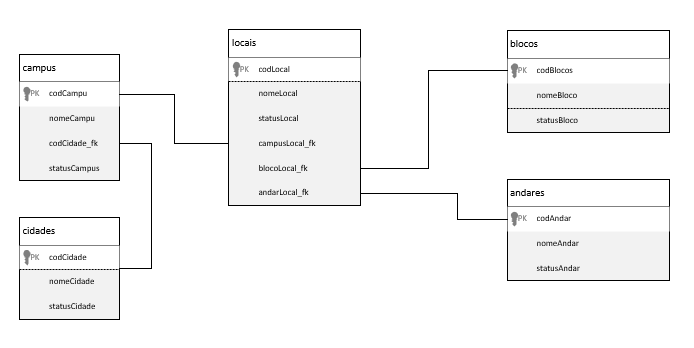 campus
PK codCampu
nomeCampu
codCidade_fk
statusCampus
cidades
PK codCidade
nomeCidade
statusCidade
locais
PK codLocal
nomeLocal
statusLocal
campusLocal_fk
blocoLocal_fk
andarLocal_fk
blocos
PK codBlocos
nomeBloco
statusBloco
andares
PK codAndar
nomeAndar
statusAndar